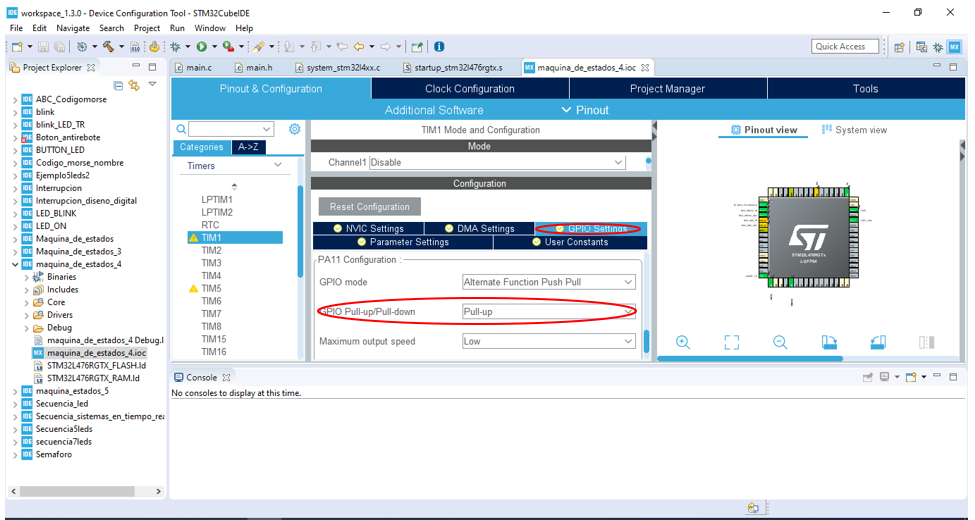 workspace_1.3.0 - Device Configuration Tool - STM32CubeIDE
File Edit Navigate Search Project Run Window Help
Quick Access
Project Explorer
main.c
main.h
system_stm32l4xx.c
startup_stm32l476rgtx.s
maquina_de_estados_4.ioc
ABC_Codigomorse
blink
blink_LED_TR
Boton_antirebote
BUTTON_LED
Codigo_morse_nombre
Ejemplo5leds2
Interrupcion
Interrupcion_diseno_digital
LED_BLINK
LED_ON
Maquina_de_estados
Maquina_de_estados_3
maquina_de_estados_4
Binaries
Includes
Core
Drivers
Debug
maquina_de_estados_4 Debug.l
maquina_de_estados_4.ioc
STM32L476RGTX_FLASH.ld
STM32L476RGTX_RAM.ld
maquina_estados_5
Secuencia_led
Secuencia_sistemas_en_tiempo_rea
Secuencia5leds
secuencia7leds
Semaforo
Pinout & Configuration
Clock Configuration
Project Manager
Tools
Additional Software
Pinout
Categories
A->Z
Timers
LPTIM1
LPTIM2
RTC
TIM1
TIM2
TIM3
TIM4
TIM5
TIM6
TIM7
TIM8
TIM15
TIM16
TIM1 Mode and Configuration
Mode
Channel1 Disable
Configuration
Reset Configuration
NVIC Settings
DMA Settings
GPIO Settings
Parameter Settings
User Constants
PA11 Configuration :
GPIO mode Alternate Function Push Pull
GPIO Pull-up/Pull-down Pull-up
Maximum output speed Low
Pinout view
System view
STM32L476RGTx
LQFP64
Console
No consoles to display at this time.